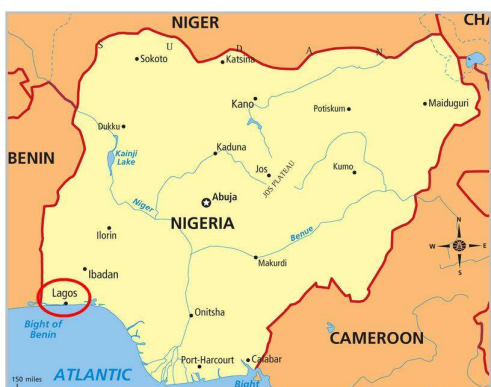 NIGER
CHA
S U D A N
Sokoto
Katsina
Kano
Potiskum
Maiduguri
Dukku
Kainji
Lake
Kaduna
BENIN
Jos
JOS PLATEAU
Kumo
Niger
Abuja
NIGERIA
Ilorin
Benue
N
W
E
S
Makurdi
Ibadan
Lagos
Onitsha
Bight of
Benin
CAMEROON
Port-Harcourt
Calabar
ATLANTIC
150 miles
Bight